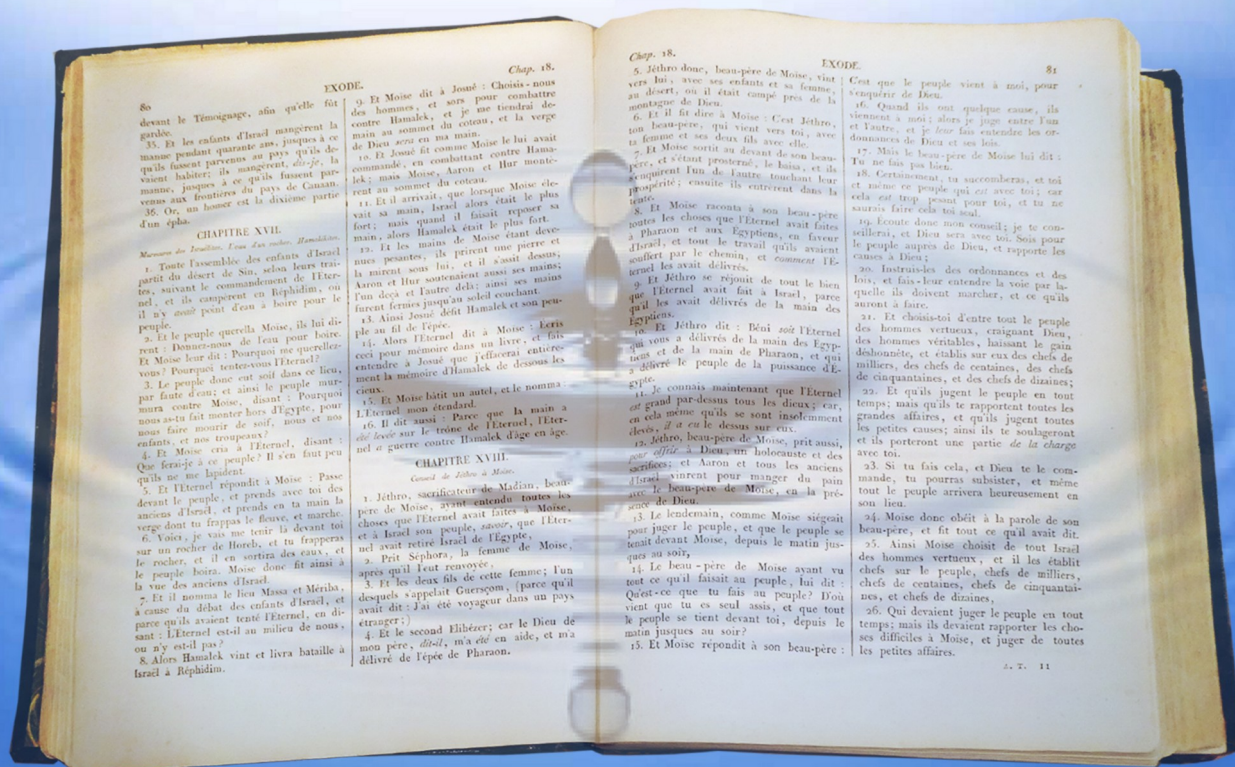 80
EXODE.
Chap. 18.
devant le Témoignage, afin qu'elle fût
gardée.
35. Et les enfants d'Israël mangèrent la
manne pendant quarante ans, jusques à ce
qu'ils fussent parvenus au pays qu'ils de-
vaient habiter; ils mangèrent, dis-je, la
manne, jusques à ce qu'ils fussent par-
venus aux frontières du pays de Canaan.
36. Or, un homer est la dixième partie
d'un épha.
CHAPITRE XVII.
Murmure des Israélites. L'eau d'un rocher. Hamalekites.
1. Toute l'assemblée des enfants d'Israël
partit du désert de Sin, selon leurs trai-
tes, suivant le commandement de l'Eter-
nel, et ils campèrent en Réphidim, où
il n'y avait point d'eau à boire pour le
peuple.
2. Et le peuple querella Moïse, ils lui di-
rent : Donnez-nous de l'eau pour boire.
Et Moïse leur dit : Pourquoi me querellez-
vous? Pourquoi tentez-vous l'Eternel?
3. Le peuple donc eut soif dans ce lieu,
par faute d'eau; et ainsi le peuple mur-
mura contre Moïse, disant : Pourquoi
nous as-tu fait monter hors d'Egypte, pour
nous faire mourir de soif, nous et nos
enfants, et nos troupeaux?
4. Et Moïse cria à l'Eternel, disant :
Que ferai-je à ce peuple? Il s'en faut peu
qu'ils ne me lapident.
5. Et l'Eternel répondit à Moïse : Passe
devant le peuple, et prends avec toi des
anciens d'Israël, et prends en ta main la
verge dont tu frappas le fleuve, et marche.
6. Voici, je vais me tenir là devant toi
sur un rocher de Horeb, et tu frapperas
le rocher, et il en sortira des eaux, et
le peuple boira. Moïse donc fit ainsi à
la vue des anciens d'Israël.
7. Et il nomma le lieu Massa et Mériba,
à cause du débat des enfants d'Israël, et
parce qu'ils avaient tenté l'Eternel, en di-
sant : L'Eternel est-il au milieu de nous,
ou n'y est-il pas?
8. Alors Hamalek vint et livra bataille à
Israël à Réphidim.
9. Et Moïse dit à Josué : Choisis-nous
des hommes, et sors pour combattre
contre Hamalek, et je me tiendrai de-
main au sommet du coteau, et la verge
de Dieu sera en ma main.
10. Et Josué fit comme Moïse le lui avait
commandé, en combattant contre Hama-
lek; mais Moïse, Aaron et Hur montè-
rent au sommet du coteau.
11. Et il arrivait, que lorsque Moïse éle-
vait sa main, Israël alors était le plus
fort; mais quand il faisait reposer sa
main, alors Hamalek était le plus fort.
12. Et les mains de Moïse étant deve-
nues pesantes, ils prirent une pierre et
la mirent sous lui, et il s'assit dessus;
Aaron et Hur soutenaient aussi ses mains;
l'un deçà et l'autre delà; ainsi ses mains
furent fermes jusqu'au soleil couchant.
13. Ainsi Josué défit Hamalek et son peu-
ple au fil de l'épée.
14. Alors l'Eternel dit à Moïse : Ecris
ceci pour mémoire dans un livre, et fais
entendre à Josué que j'effacerai entière-
ment la mémoire d'Hamalek de dessous les
cieux.
15. Et Moïse bâtit un autel, et le nomma :
L'Eternel mon étendard.
16. Il dit aussi : Parce que la main a
été levée sur le trône de l'Eternel, l'Eter-
nel a guerre contre Hamalek d'âge en âge.
CHAPITRE XVIII.
Conseil de Jéthro à Moïse.
1. Jéthro, sacrificateur de Madian, beau-
père de Moïse, ayant entendu toutes les
choses que l'Eternel avait faites à Moïse,
et à Israël son peuple, savoir, que l'Eter-
nel avait retiré Israël de l'Egypte,
2. Prit Séphora, la femme de Moïse,
après qu'il l'eut renvoyée,
3. Et les deux fils de cette femme; l'un
desquels s'appelait Guersçom, (parce qu'il
avait dit : J'ai été voyageur dans un pays
étranger;)
4. Et le second Elihézer; car le Dieu de
mon père, dit-il, m'a été en aide, et m'a
délivré de l'épée de Pharaon.
Chap. 18.
EXODE.
81
5. Jéthro donc, beau-père de Moïse, vint
vers lui, avec ses enfants et sa femme,
au désert, où il était campé près de la
montagne de Dieu.
6. Et il fit dire à Moïse : C'est Jéthro,
ton beau-père, qui vient vers toi, avec
ta femme et ses deux fils avec elle.
7. Et Moïse sortit au devant de son beau-
père, et s'étant prosterné, le baisa, et ils
s'enquirent l'un de l'autre touchant leur
prospérité; ensuite ils entrèrent dans la
tente.
8. Et Moïse raconta à son beau-père
toutes les choses que l'Eternel avait faites
à Pharaon et aux Egyptiens, en faveur
d'Israël, et tout le travail qu'ils avaient
souffert par le chemin, et comment l'E-
ternel les avait délivrés.
9. Et Jéthro se réjouit de tout le bien
que l'Eternel avait fait à Israël, parce
qu'il les avait délivrés de la main des
Egyptiens.
10. Et Jéthro dit : Béni soit l'Eternel
qui vous a délivrés de la main des Egyp-
tiens et de la main de Pharaon, et qui
a délivré le peuple de la puissance d'E-
gypte.
11. Je connais maintenant que l'Eternel
est grand par-dessus tous les dieux; car,
en cela même qu'ils se sont insolemment
élevés, il a eu le dessus sur eux.
12. Jéthro, beau-père de Moïse, prit aussi,
pour offrir à Dieu, un holocauste et des
sacrifices; et Aaron et tous les anciens
d'Israël vinrent pour manger du pain
avec le beau-père de Moïse, en la pré-
sence de Dieu.
13. Le lendemain, comme Moïse siégeait
pour juger le peuple, et que le peuple se
tenait devant Moïse, depuis le matin jus-
ques au soir,
14. Le beau-père de Moïse ayant vu
tout ce qu'il faisait au peuple, lui dit :
Qu'est-ce que tu fais au peuple? D'où
vient que tu es seul assis, et que tout
le peuple se tient devant toi, depuis le
matin jusques au soir?
15. Et Moïse répondit à son beau-père :
C'est que le peuple vient à moi, pour
s'enquérir de Dieu.
16. Quand ils ont quelque cause, ils
viennent à moi; alors je juge entre l'un
et l'autre, et je leur fais entendre les or-
donnances de Dieu et ses lois.
17. Mais le beau-père de Moïse lui dit :
Tu ne fais pas bien.
18. Certainement, tu succomberas, et toi
et même ce peuple qui est avec toi; car
cela est trop pesant pour toi, et tu ne
saurais faire cela toi seul.
19. Ecoute donc mon conseil; je te con-
seillerai, et Dieu sera avec toi. Sois pour
le peuple auprès de Dieu, et rapporte les
causes à Dieu;
20. Instruis-les des ordonnances et des
lois, et fais-leur entendre la voie par la-
quelle ils doivent marcher, et ce qu'ils
auront à faire.
21. Et choisis-toi d'entre tout le peuple
des hommes vertueux, craignant Dieu,
des hommes véritables, haïssant le gain
déshonnête, et établis sur eux des chefs de
milliers, des chefs de centaines, des chefs
de cinquantaines, et des chefs de dizaines;
22. Et qu'ils jugent le peuple en tout
temps; mais qu'ils te rapportent toutes les
grandes affaires, et qu'ils jugent toutes
les petites causes; ainsi ils te soulageront
et ils porteront une partie de la charge
avec toi.
23. Si tu fais cela, et Dieu te le com-
mande, tu pourras subsister, et même
tout le peuple arrivera heureusement en
son lieu.
24. Moïse donc obéit à la parole de son
beau-père, et fit tout ce qu'il avait dit.
25. Ainsi Moïse choisit de tout Israël
des hommes vertueux, et il les établit
chefs sur le peuple, chefs de milliers,
chefs de centaines, chefs de cinquantai-
nes, et chefs de dizaines,
26. Qui devaient juger le peuple en tout
temps; mais ils devaient rapporter les cho-
ses difficiles à Moïse, et juger de toutes
les petites affaires.
A. T. 11